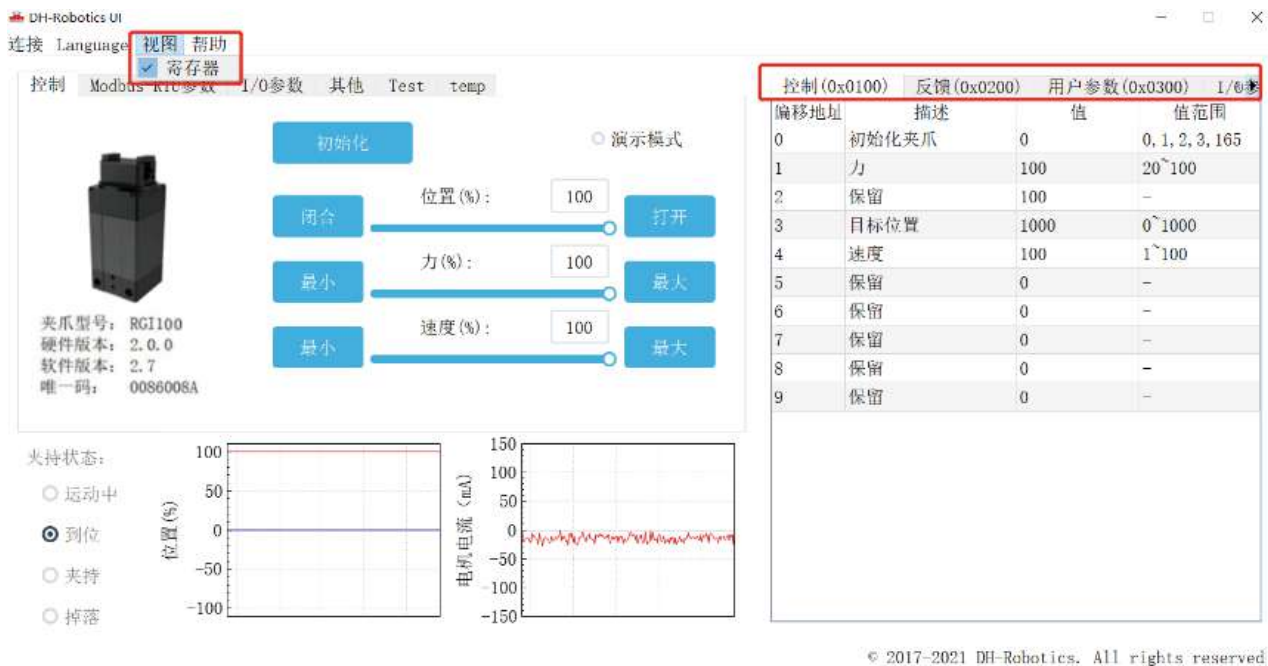 DH-Robotics UI
连接 Language 视图 帮助
寄存器
控制 Modbus RTU参数 I/O参数 其他 Test temp
初始化
演示模式
位置(%): 100
闭合 打开
力(%): 100
最小 最大
速度(%): 100
最小 最大
夹爪型号: RGI100
硬件版本: 2.0.0
软件版本: 2.7
唯一码: 0086008A
控制(0x0100) 反馈(0x0200) 用户参数(0x0300)
偏移地址 描述 值 值范围
0 初始化夹爪 0 0,1,2,3,165
1 力 100 20~100
2 保留 100 -
3 目标位置 1000 0~1000
4 速度 100 1~100
5 保留 0 -
6 保留 0 -
7 保留 0 -
8 保留 0 -
9 保留 0 -
夹持状态:
运动中
到位
夹持
掉落
位置(%)
100
50
0
-50
-100
电机电流 (mA)
150
100
50
0
-50
-100
-150
© 2017-2021 DH-Robotics. All rights reserved